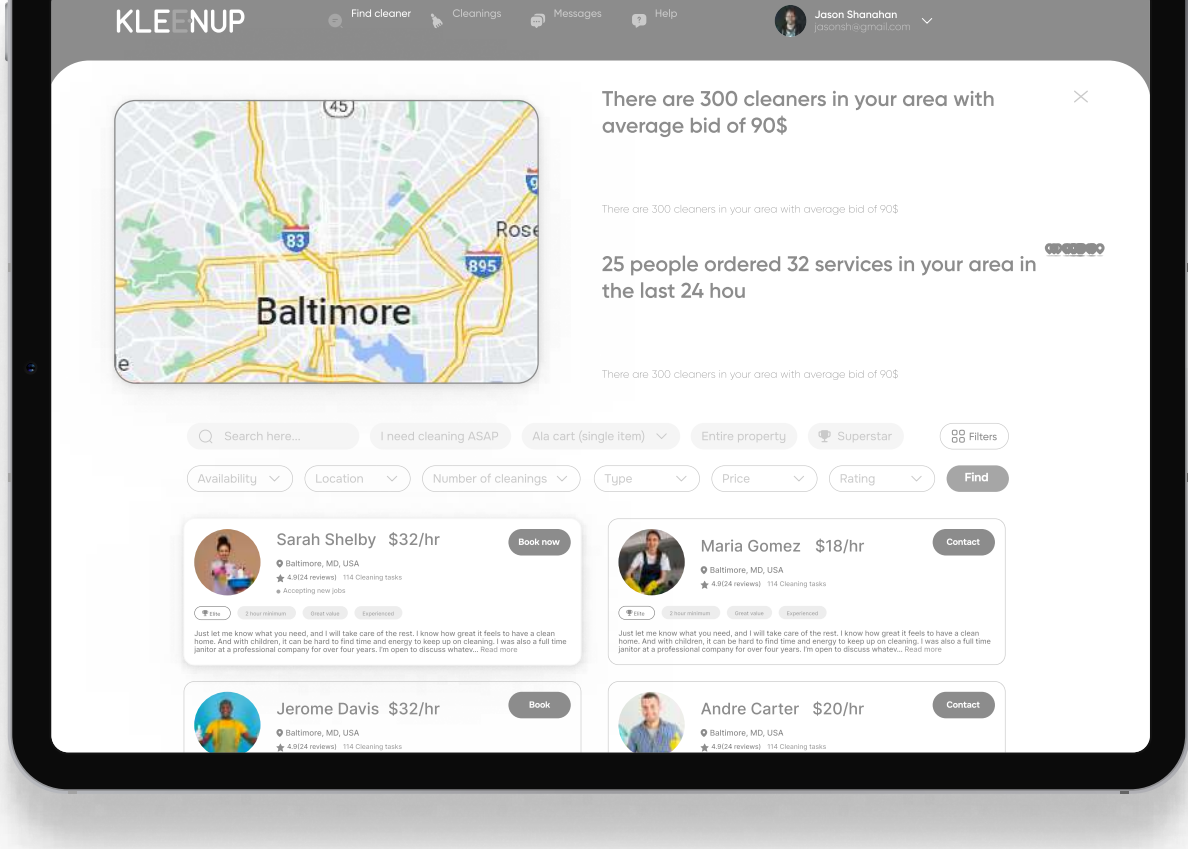 KLEENUP
Find cleaner
Cleanings
Messages
Help
Jason Shanahan
jasonsh@gmail.com
45
83
895
9
Rose
Baltimore
e
There are 300 cleaners in your area with
average bid of 90$
There are 300 cleaners in your area with average bid of 90$
25 people ordered 32 services in your area in
the last 24 hou
There are 300 cleaners in your area with average bid of 90$
Search here...
I need cleaning ASAP
Ala cart (single item)
Entire property
Superstar
Filters
Availability
Location
Number of cleanings
Type
Price
Rating
Find
Sarah Shelby $32/hr
Book now
Baltimore, MD, USA
4.9(24 reviews) 114 Cleaning tasks
Accepting new jobs
Elite
2 hour minimum
Great value
Experienced
Just let me know what you need, and I will take care of the rest. I know how great it feels to have a clean
home. And with children, it can be hard to find time and energy to keep up on cleaning. I was also a full time
janitor at a professional company for over four years. I'm open to discuss whatev... Read more
Maria Gomez $18/hr
Contact
Baltimore, MD, USA
4.9(24 reviews) 114 Cleaning tasks
Elite
2 hour minimum
Great value
Experienced
Just let me know what you need, and I will take care of the rest. I know how great it feels to have a clean
home. And with children, it can be hard to find time and energy to keep up on cleaning. I was also a full time
janitor at a professional company for over four years. I'm open to discuss whatev... Read more
Jerome Davis $32/hr
Book
Baltimore, MD, USA
4.9(24 reviews) 114 Cleaning tasks
Andre Carter $20/hr
Contact
Baltimore, MD, USA
4.9(24 reviews) 114 Cleaning tasks